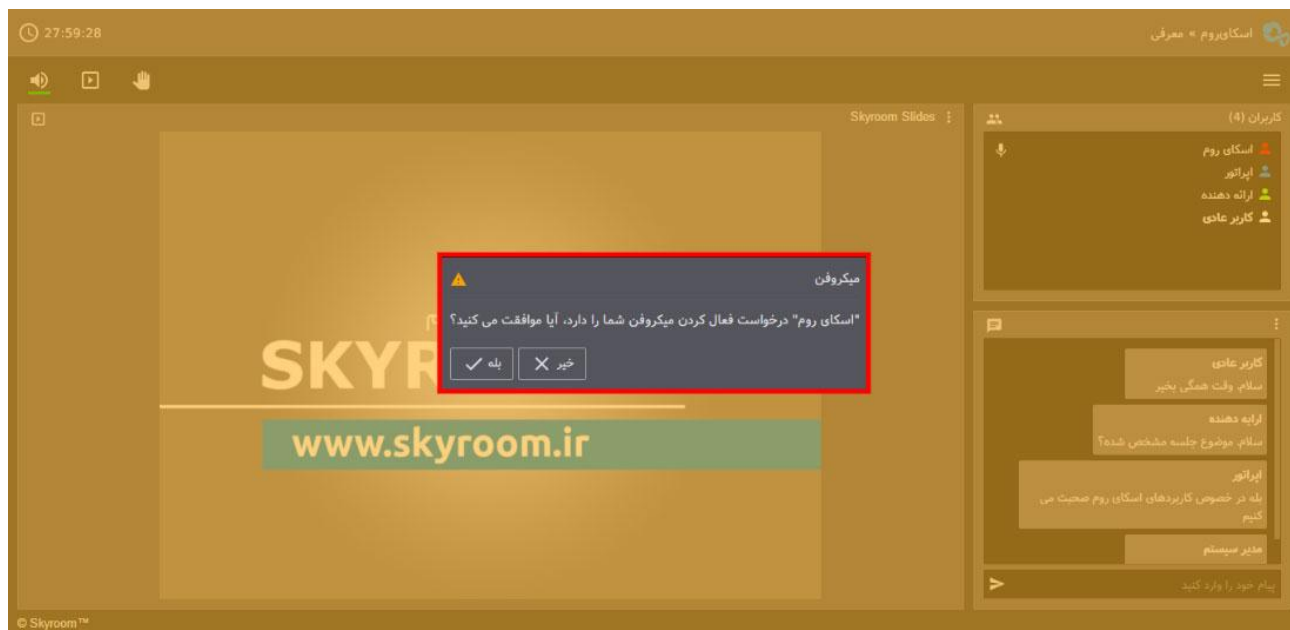 27:59:28
اسکای‌روم » معرفی
Skyroom Slides
کاربران (4)
اسکای روم
اپراتور
ارائه دهنده
کاربر عادی
میکروفن
"اسکای روم" درخواست فعال کردن میکروفن شما را دارد، آیا موافقت می کنید؟
خیر
بله
SKYR
www.skyroom.ir
کاربر عادی
سلام، وقت همگی بخیر
ارایه دهنده
سلام، موضوع جلسه مشخص شده؟
اپراتور
بله در خصوص کاربردهای اسکای روم صحبت می
کنیم
مدیر سیستم
پیام خود را وارد کنید
© Skyroom™